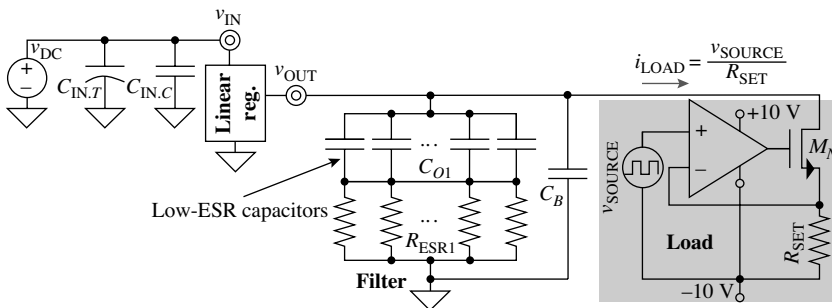 v_IN
v_DC
+
−
C_IN.T
C_IN.C
Linear reg.
v_OUT
i_LOAD = v_SOURCE / R_SET
...
C_O1
Low-ESR capacitors
...
R_ESR1
Filter
C_B
v_SOURCE
+10 V
+
−
M_N
Load
R_SET
−10 V